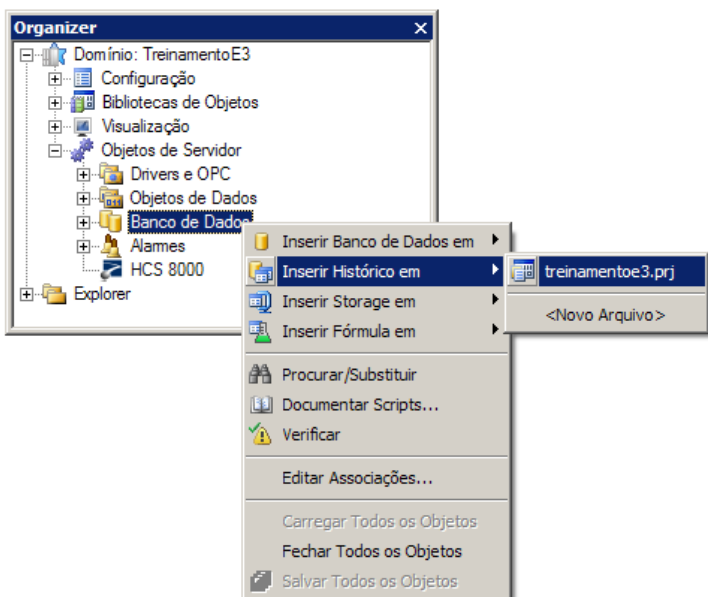 Organizer
Domínio: TreinamentoE3
Configuração
Bibliotecas de Objetos
Visualização
Objetos de Servidor
Drivers e OPC
Objetos de Dados
Banco de Dados
Alarmes
HCS 8000
Explorer
Inserir Banco de Dados em
Inserir Histórico em
Inserir Storage em
Inserir Fórmula em
Procurar/Substituir
Documentar Scripts...
Verificar
Editar Associações...
Carregar Todos os Objetos
Fechar Todos os Objetos
Salvar Todos os Objetos
treinamentoe3.prj
<Novo Arquivo>